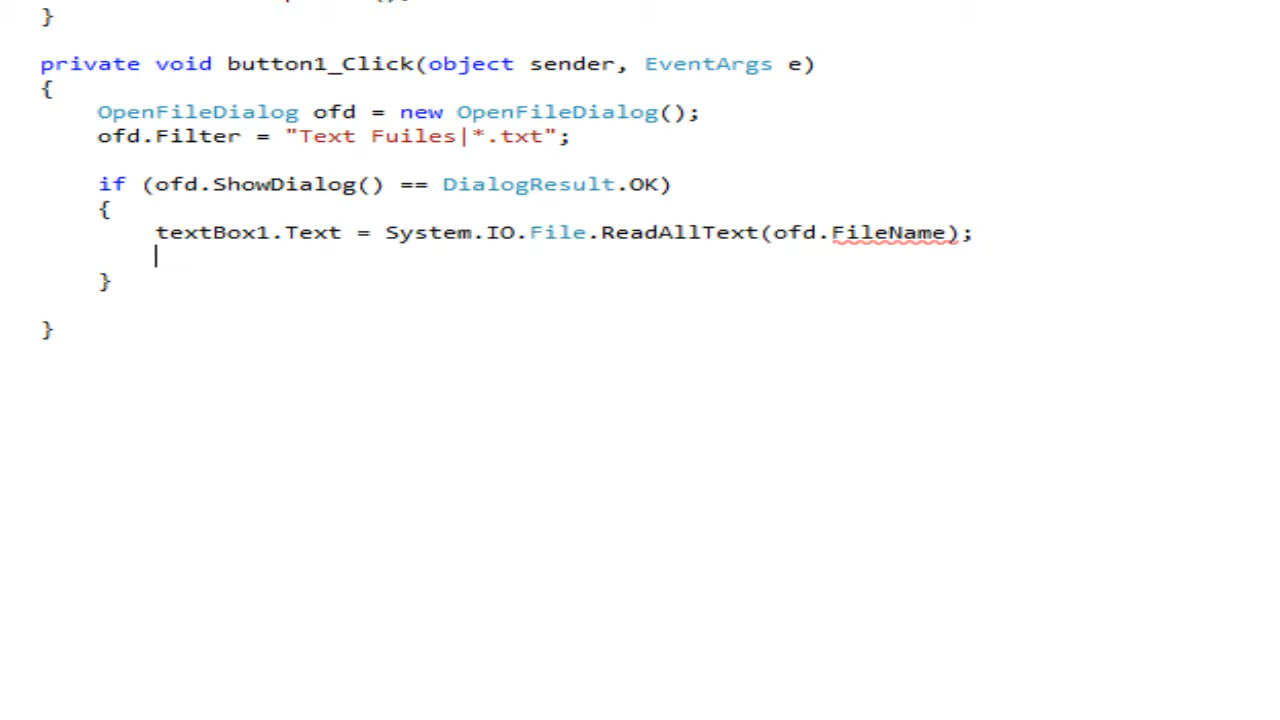 }
private void button1_Click(object sender, EventArgs e)
{
OpenFileDialog ofd = new OpenFileDialog();
ofd.Filter = "Text Fuiles|*.txt";
if (ofd.ShowDialog() == DialogResult.OK)
{
textBox1.Text = System.IO.File.ReadAllText(ofd.FileName);
}
}